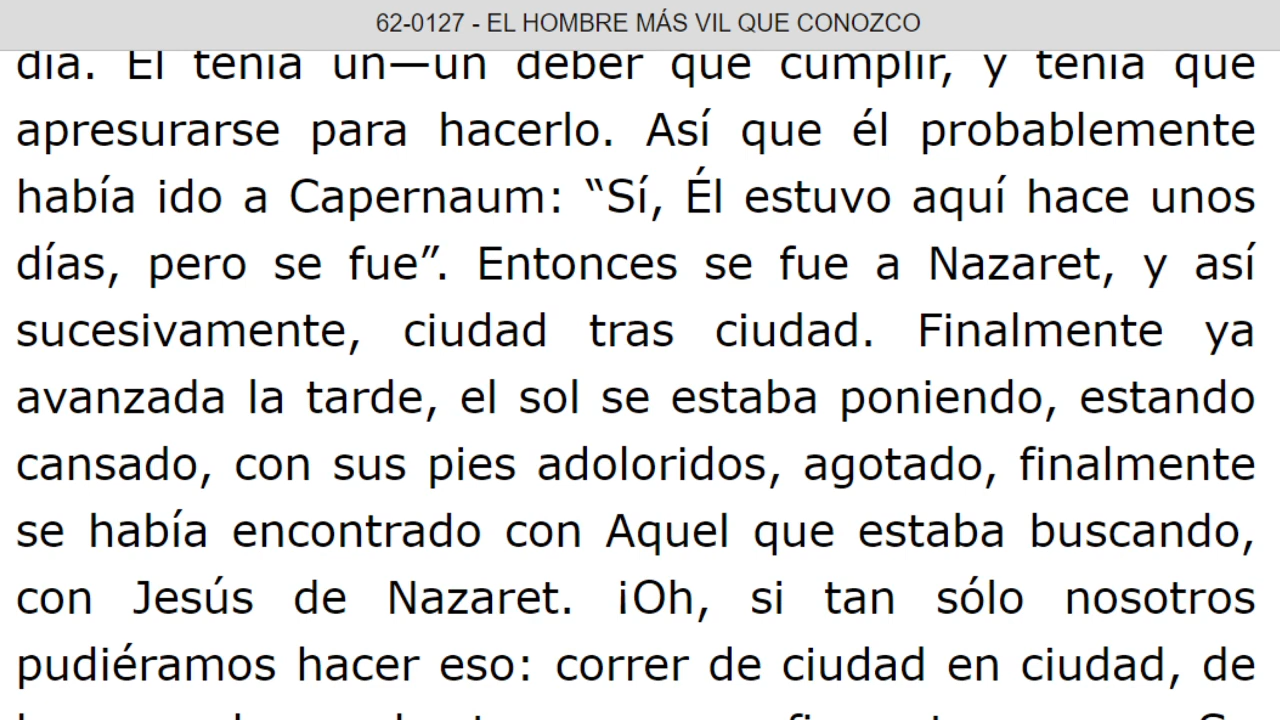 62-0127 - EL HOMBRE MÁS VIL QUE CONOZCO
día. Él tenía un—un deber que cumplir, y tenía que
apresurarse para hacerlo. Así que él probablemente
había ido a Capernaum: “Sí, Él estuvo aquí hace unos
días, pero se fue”. Entonces se fue a Nazaret, y así
sucesivamente, ciudad tras ciudad. Finalmente ya
avanzada la tarde, el sol se estaba poniendo, estando
cansado, con sus pies adoloridos, agotado, finalmente
se había encontrado con Aquel que estaba buscando,
con Jesús de Nazaret. ¡Oh, si tan sólo nosotros
pudiéramos hacer eso: correr de ciudad en ciudad, de